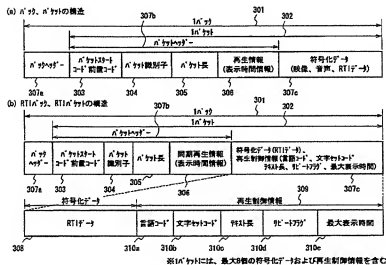 (a) パック、パケットの構造
1パック 301
307b
1パケット 302
パケットヘッダー
パックヘッダー
パケットスタートコード前置コード
パケット識別子
パケット長
再生情報(表示時間情報)
符号化データ(映像、音声、RTIデータ)
307a 303 304 305 306 307c
(b) RTIパック、RTIパケットの構造
1パック 301
307b
1パケット 302
パケットヘッダー
パックヘッダー
パケットスタートコード前置コード
パケット識別子
パケット長
同期再生情報(表示時間情報)
符号化データ(RTIデータ)、再生制御情報(言語コード、文字セットコードテキスト長、リピートフラグ、最大表示時間)
307a 303 304 305 306 309 307c
符号化データ
再生制御情報
RTIデータ
言語コード
文字セットコード
テキスト長
リピートフラグ
最大表示時間
308 310a 310b 310c 310d 310e
※1パケットには、最大8個の符号化データおよび再生制御情報を含む